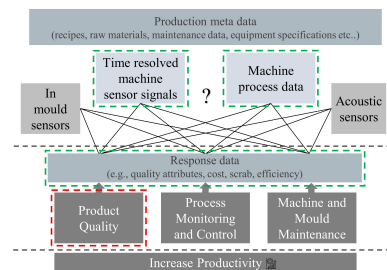 Production meta data
(recipes, raw materials, maintenance data, equipment specifications etc..)
Time resolved
machine
sensor signals
?
Machine
process data
In
mould
sensors
Acoustic
sensors
Response data
(e.g., quality attributes, cost, scrab, efficiency)
Product
Quality
Process
Monitoring
and Control
Machine and
Mould
Maintenance
Increase Productivity